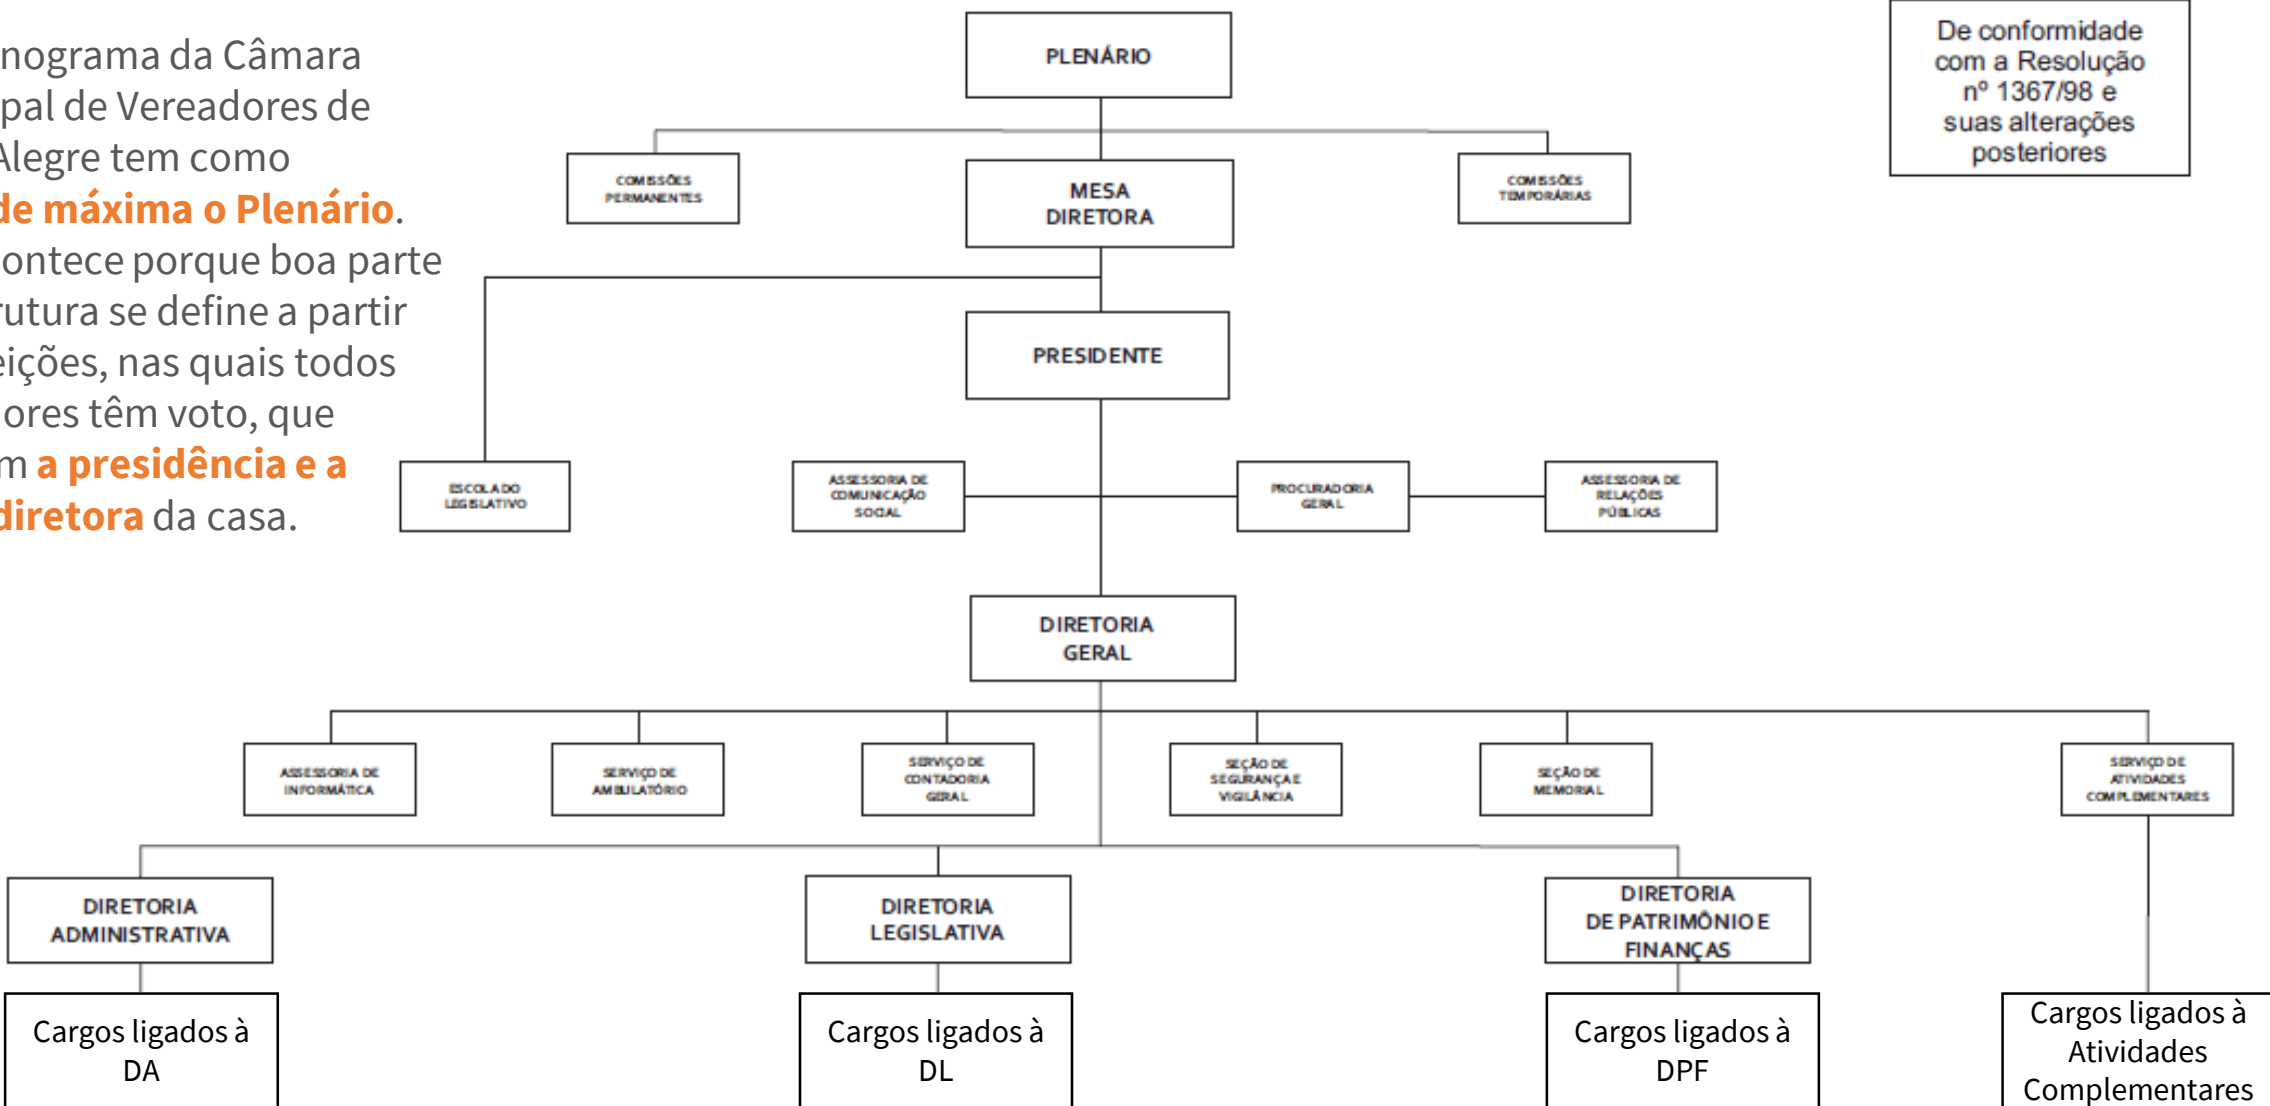 nograma da Câmara
pal de Vereadores de
Alegre tem como
de máxima o Plenário.
ontece porque boa parte
rutura se define a partir
eições, nas quais todos
ores têm voto, que
m a presidência e a
diretora da casa.
PLENÁRIO
De conformidade
com a Resolução
nº 1367/98 e
suas alterações
posteriores
COMISSÕES
PERMANENTES
MESA
DIRETORA
COMISSÕES
TEMPORÁRIAS
PRESIDENTE
ESCOLA DO
LEGISLATIVO
ASSESSORIA DE
COMUNICAÇÃO
SOCIAL
PROCURADORIA
GERAL
ASSESSORIA DE
RELAÇÕES
PÚBLICAS
DIRETORIA
GERAL
ASSESSORIA DE
INFORMÁTICA
SERVIÇO DE
AMBULATÓRIO
SERVIÇO DE
CONTADORIA
GERAL
SEÇÃO DE
SEGURANÇA E
VIGILÂNCIA
SEÇÃO DE
MEMORIAL
SERVIÇO DE
ATIVIDADES
COMPLEMENTARES
DIRETORIA
ADMINISTRATIVA
DIRETORIA
LEGISLATIVA
DIRETORIA
DE PATRIMÔNIO E
FINANÇAS
Cargos ligados à
DA
Cargos ligados à
DL
Cargos ligados à
DPF
Cargos ligados à
Atividades
Complementares